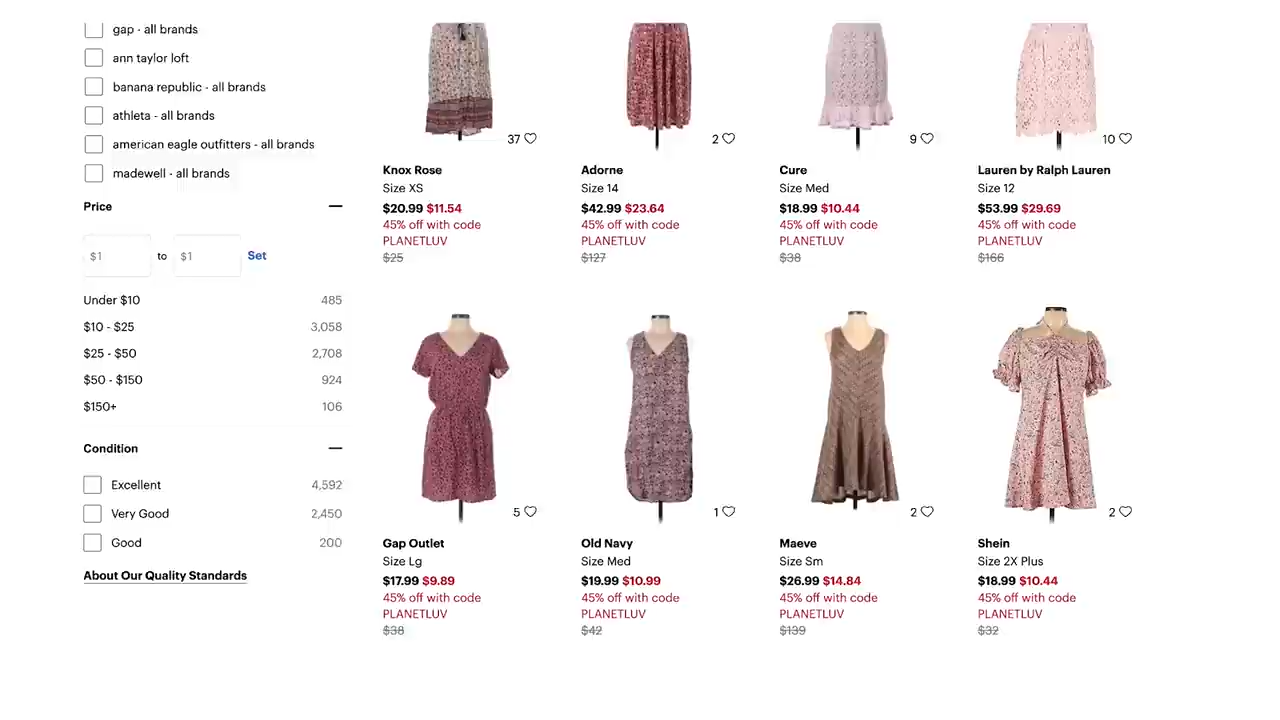 gap - all brands
ann taylor loft
banana republic - all brands
athleta - all brands
american eagle outfitters - all brands
madewell - all brands
Price
$1 to $1 Set
Under $10 485
$10 - $25 3,058
$25 - $50 2,708
$50 - $150 924
$150+ 106
Condition
Excellent 4,592
Very Good 2,450
Good 200
About Our Quality Standards
37
Knox Rose
Size XS
$20.99 $11.54
45% off with code
PLANETLUV
$25
2
Adorne
Size 14
$42.99 $23.64
45% off with code
PLANETLUV
$127
9
Cure
Size Med
$18.99 $10.44
45% off with code
PLANETLUV
$38
10
Lauren by Ralph Lauren
Size 12
$53.99 $29.69
45% off with code
PLANETLUV
$166
5
Gap Outlet
Size Lg
$17.99 $9.89
45% off with code
PLANETLUV
$38
1
Old Navy
Size Med
$19.99 $10.99
45% off with code
PLANETLUV
$42
2
Maeve
Size Sm
$26.99 $14.84
45% off with code
PLANETLUV
$139
2
Shein
Size 2X Plus
$18.99 $10.44
45% off with code
PLANETLUV
$32